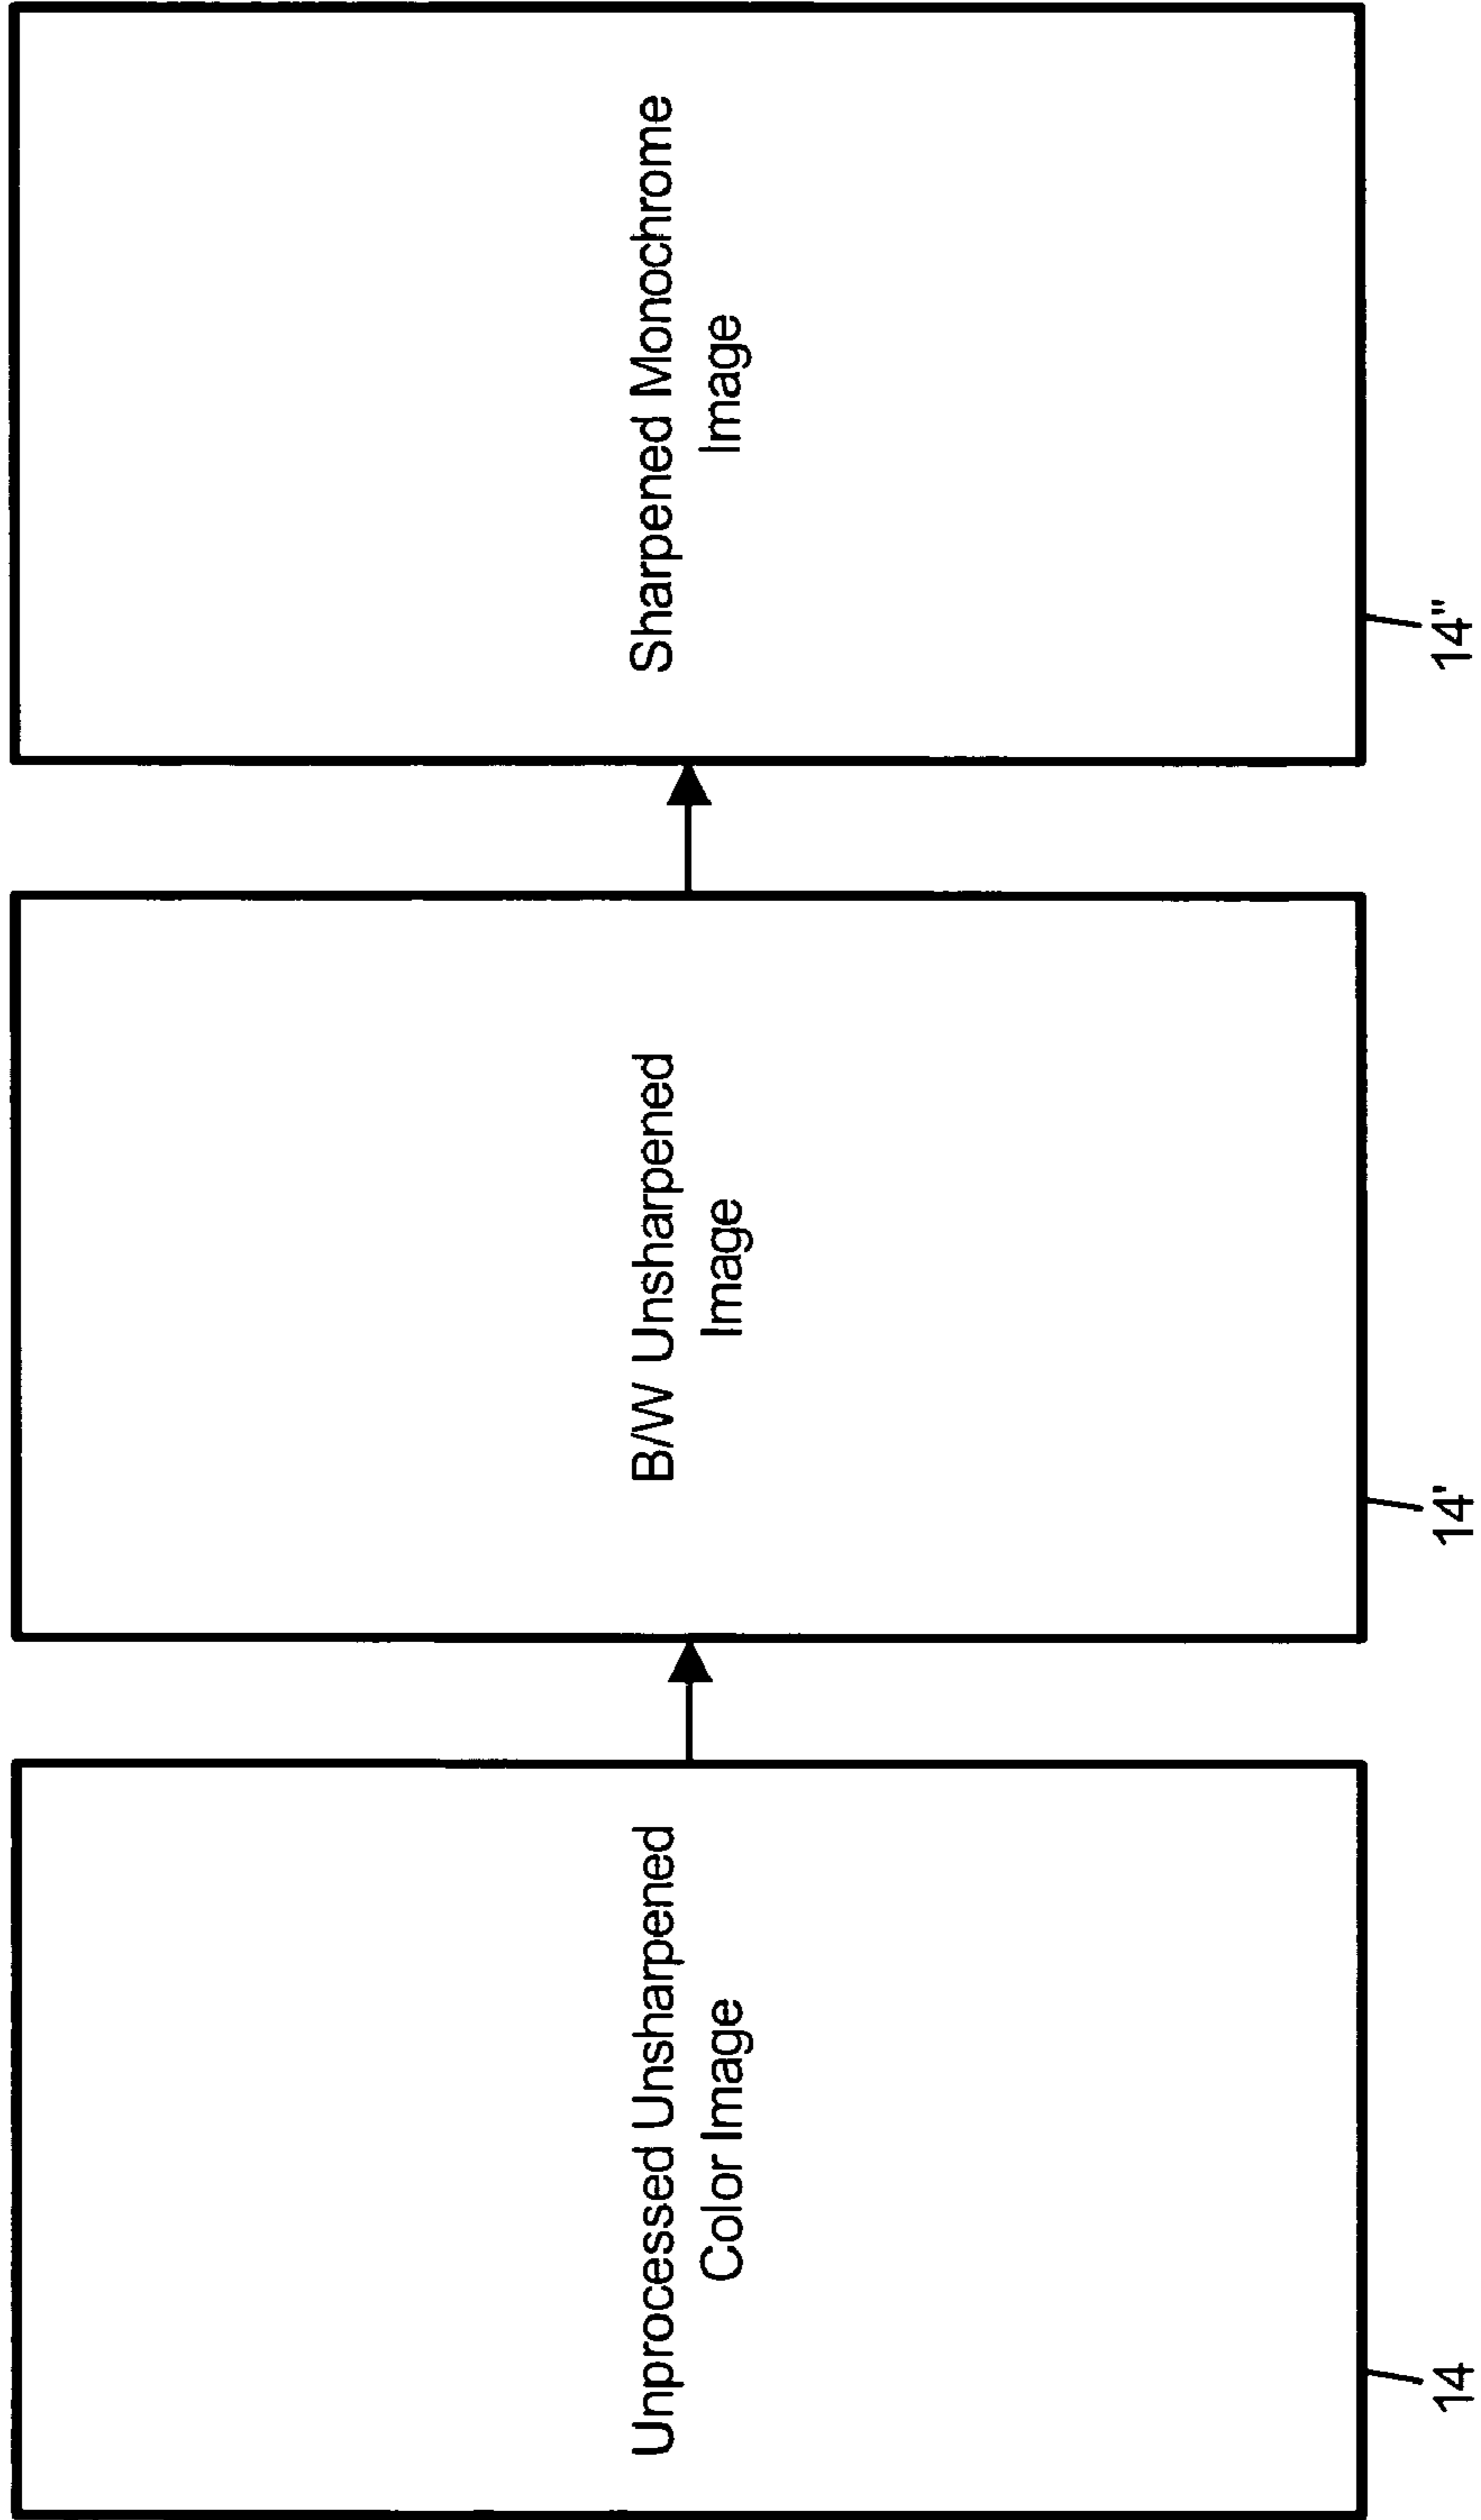 Unprocessed Unsharpened
Color Image
14
B/W Unsharpened
Image
14'
Sharpened Monochrome
Image
14"